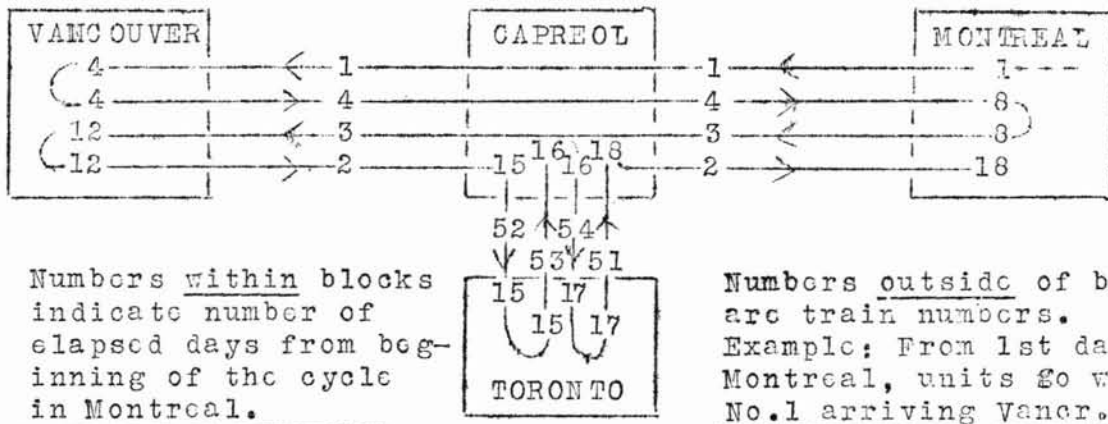 VANCOUVER CAPREOL MONTREAL
4 1 1 1
4 4 4 8
12 3 3 8
16 18
12 2 15 16 2 18
52 54
53 51
15 17
15 17
TORONTO
Numbers within blocks
indicate number of
elapsed days from beg-
inning of the cycle
in Montreal.
Numbers outside of b
are train numbers.
Example: From 1st da
Montreal, units go w
No.1 arriving Vancr.